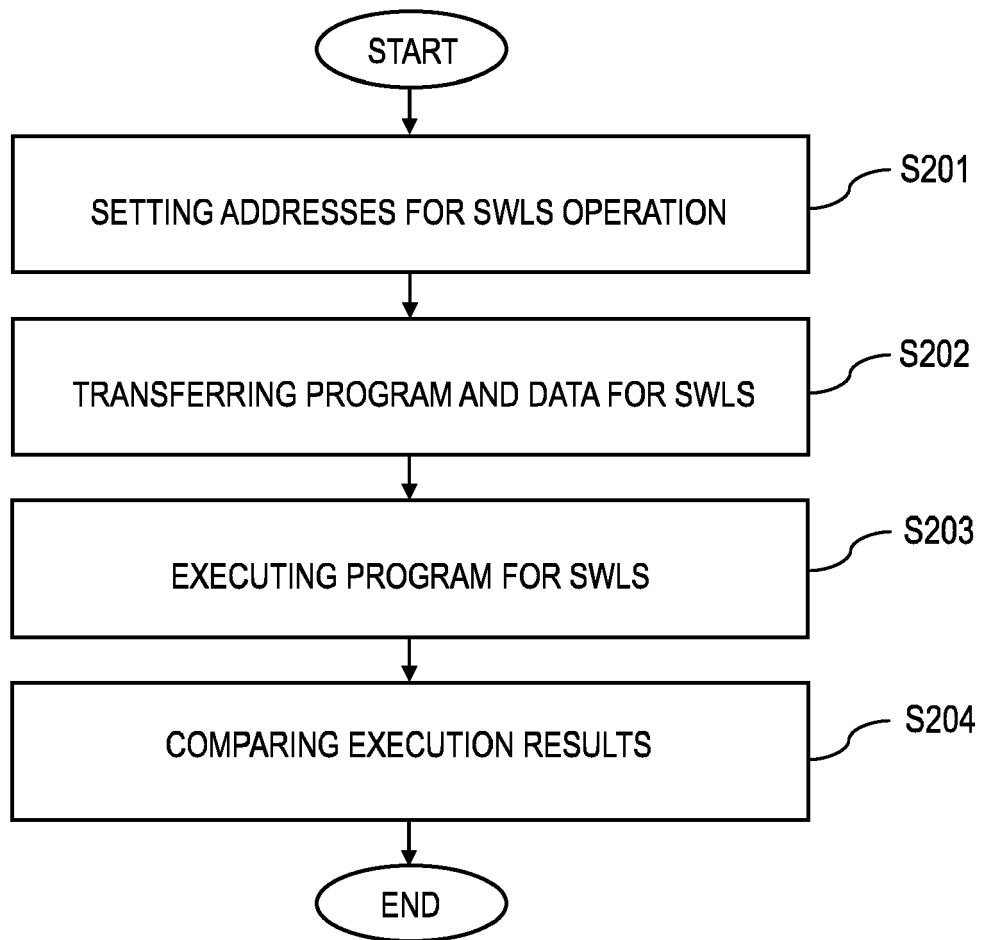 START
SETTING ADDRESSES FOR SWLS OPERATION
S201
TRANSFERRING PROGRAM AND DATA FOR SWLS
S202
EXECUTING PROGRAM FOR SWLS
S203
COMPARING EXECUTION RESULTS
S204
END